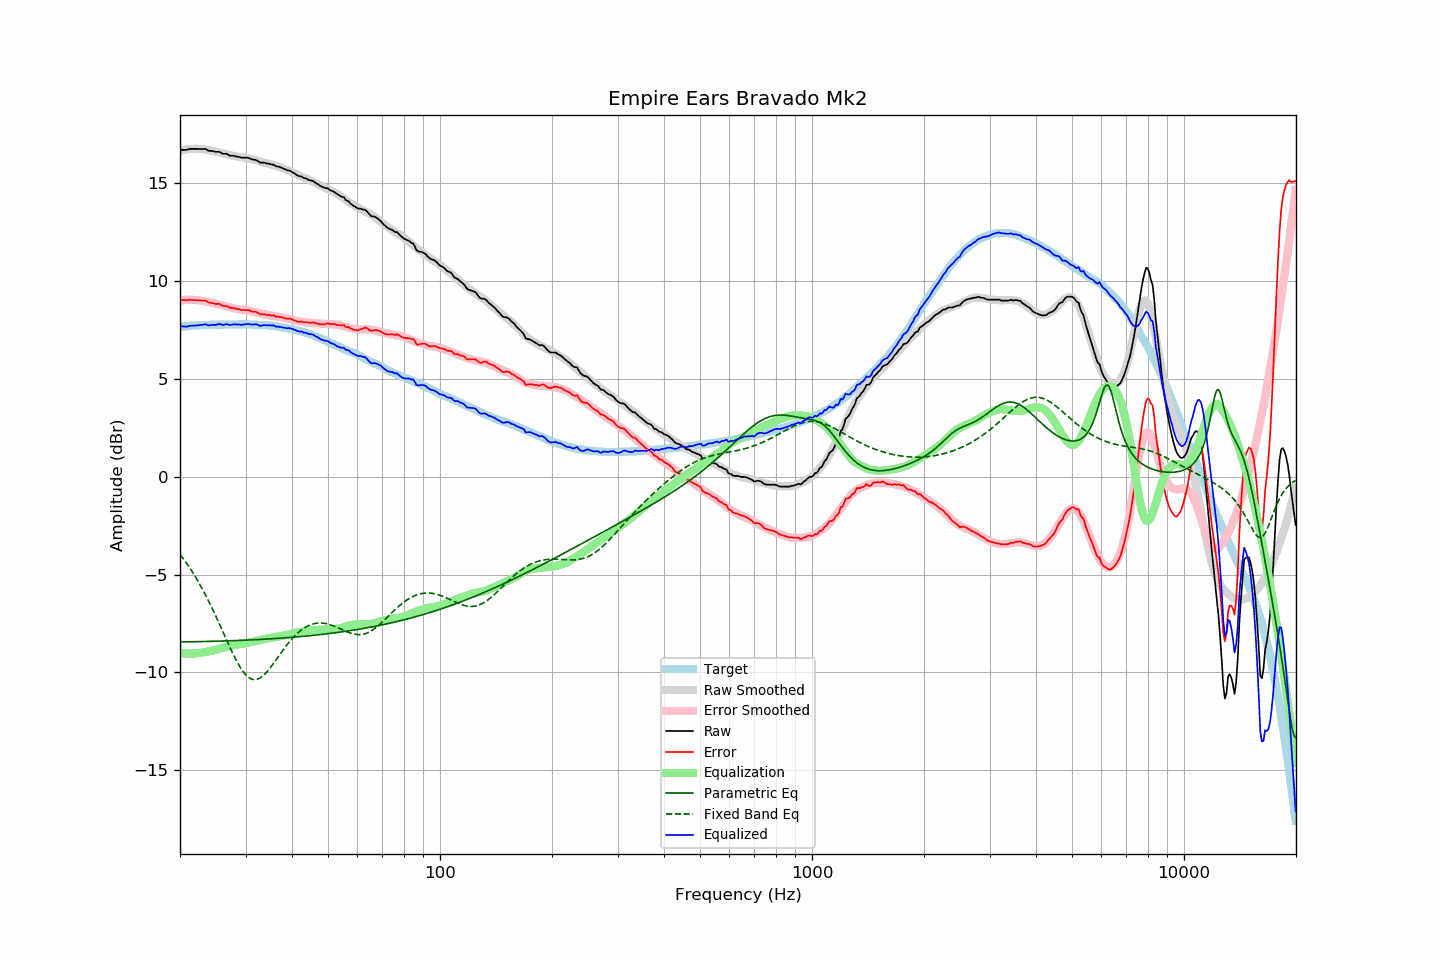 Empire Ears Bravado Mk2
Amplitude (dBr)
15
10
5
0
−5
−10
−15
Target
Raw Smoothed
Error Smoothed
Raw
Error
Equalization
Parametric Eq
Fixed Band Eq
Equalized
100
1000
10000
Frequency (Hz)